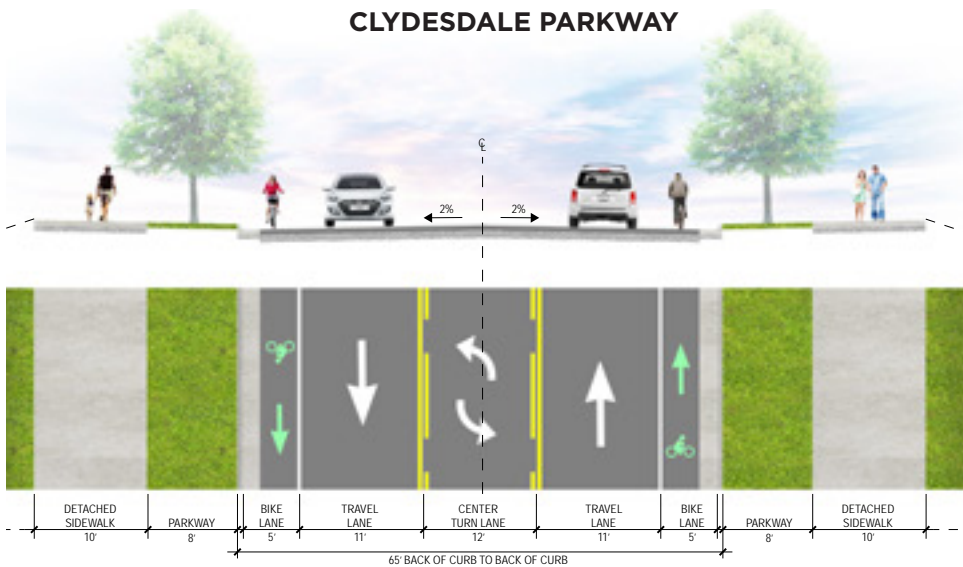 CLYDESDALE PARKWAY
℄
2% 2%
DETACHED
SIDEWALK
10'
PARKWAY
8'
BIKE
LANE
5'
TRAVEL
LANE
11'
CENTER
TURN LANE
12'
TRAVEL
LANE
11'
BIKE
LANE
5'
PARKWAY
8'
DETACHED
SIDEWALK
10'
65' BACK OF CURB TO BACK OF CURB